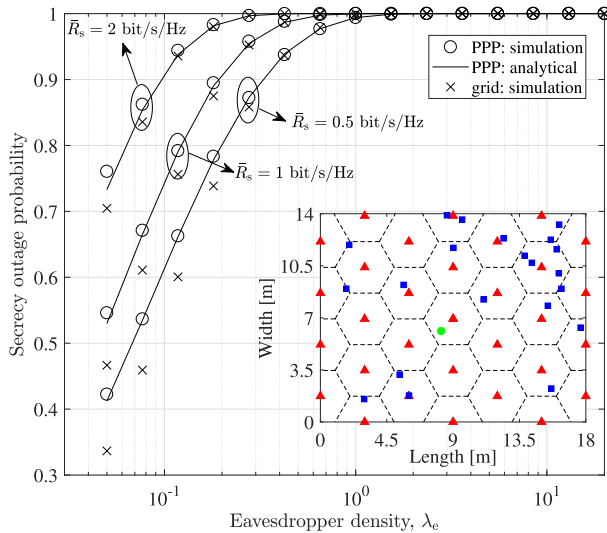 1
0.9
0.8
0.7
0.6
0.5
0.4
0.3
Secrecy outage probability
R̄s = 2 bit/s/Hz
R̄s = 0.5 bit/s/Hz
R̄s = 1 bit/s/Hz
PPP: simulation
PPP: analytical
grid: simulation
14
10.5
7
3.5
0
Width [m]
0 4.5 9 13.5 18
Length [m]
10⁻¹ 10⁰ 10¹
Eavesdropper density, λe